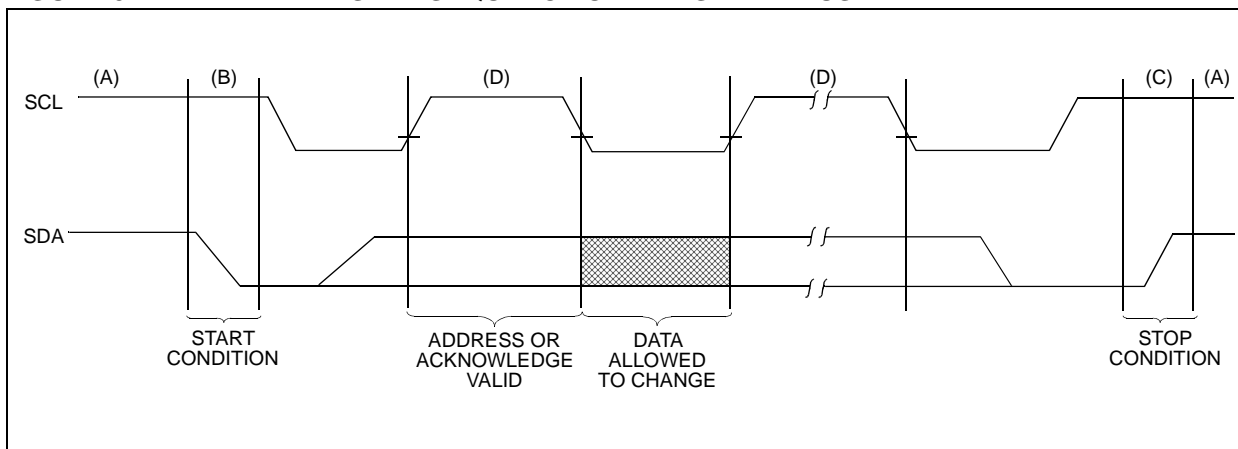 (A) (B) (D) (D) (C) (A)
SCL
SDA
START
CONDITION
ADDRESS OR
ACKNOWLEDGE
VALID
DATA
ALLOWED
TO CHANGE
STOP
CONDITION